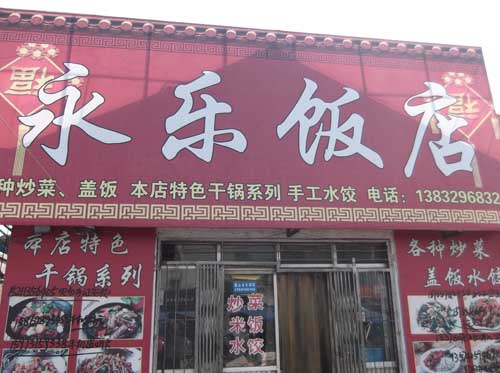 永乐饭店
种炒菜、盖饭 本店特色干锅系列 手工水饺 电话：1383296832
本店特色
干锅系列
各种炒菜
盖饭水饺
炒菜
米饭
水饺
福